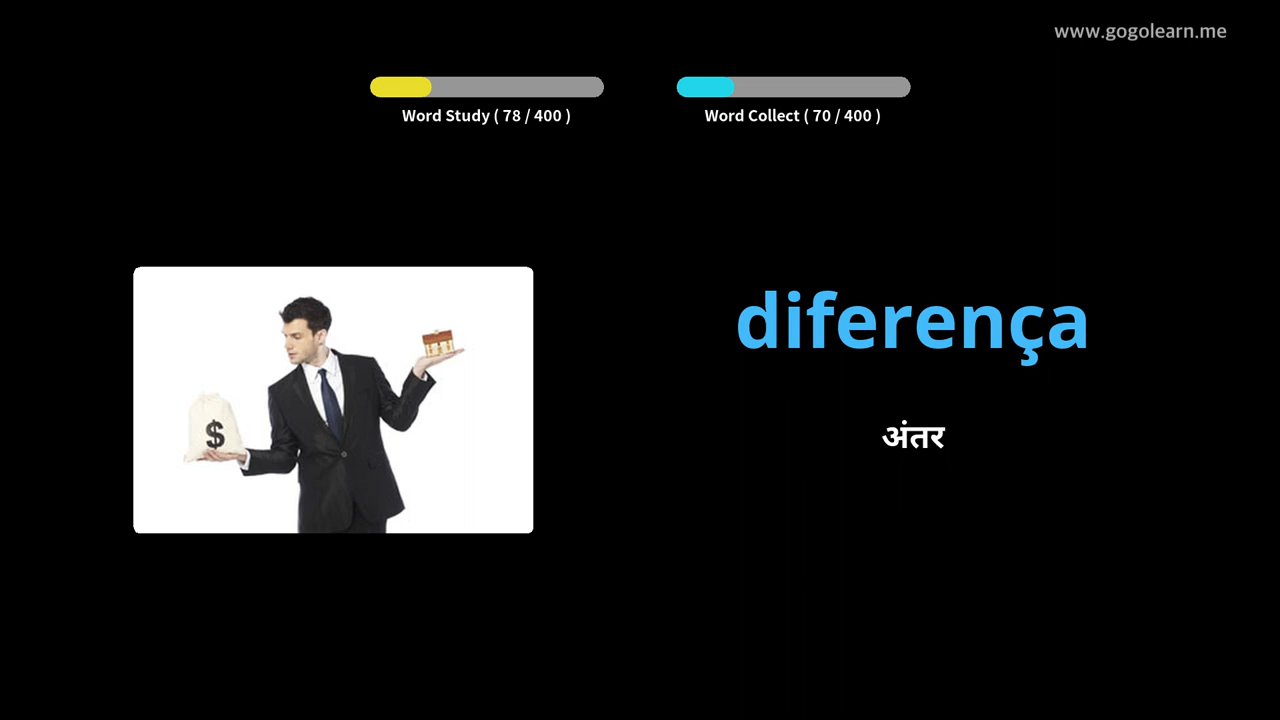 www.gogolearn.me
Word Study ( 78 / 400 )
Word Collect ( 70 / 400 )
$
diferença
अंतर